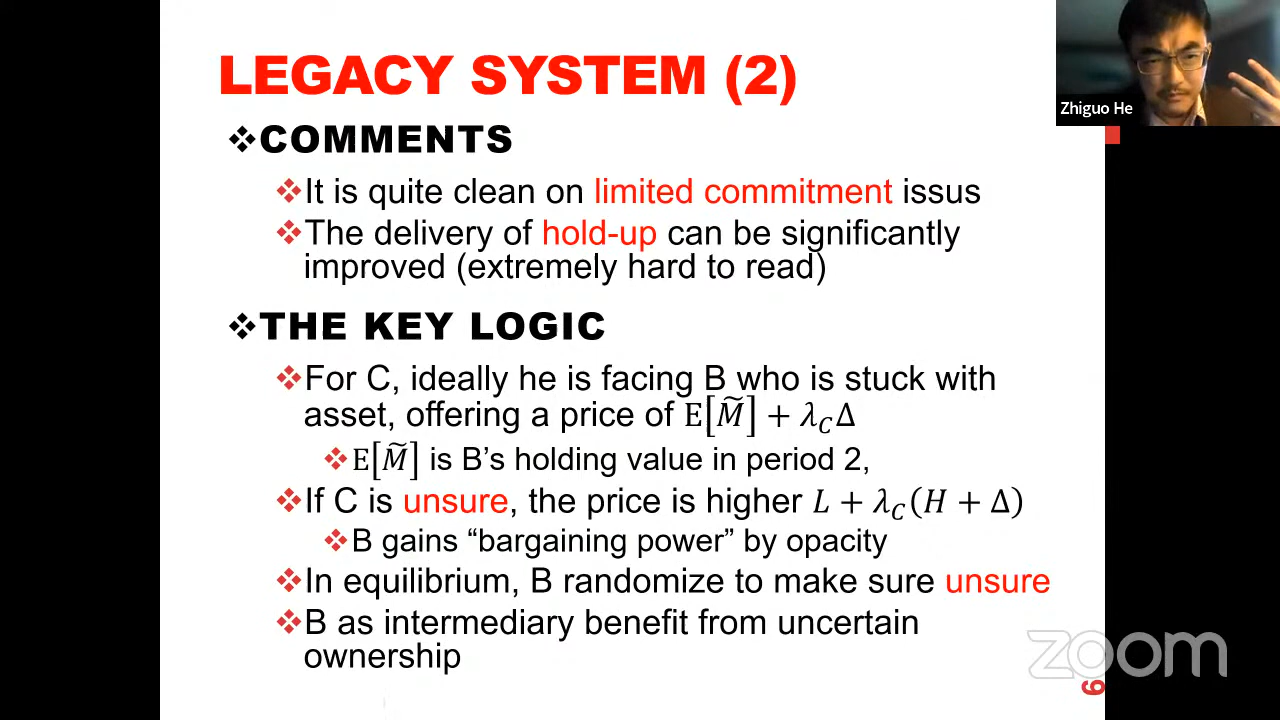 LEGACY SYSTEM (2)
Zhiguo He
❖COMMENTS
❖It is quite clean on limited commitment issus
❖The delivery of hold-up can be significantly
improved (extremely hard to read)
❖THE KEY LOGIC
❖For C, ideally he is facing B who is stuck with
asset, offering a price of E[M̃] + λ_CΔ
❖E[M̃] is B's holding value in period 2,
❖If C is unsure, the price is higher L + λ_C(H + Δ)
❖B gains “bargaining power” by opacity
❖In equilibrium, B randomize to make sure unsure
❖B as intermediary benefit from uncertain
ownership
zoom
6